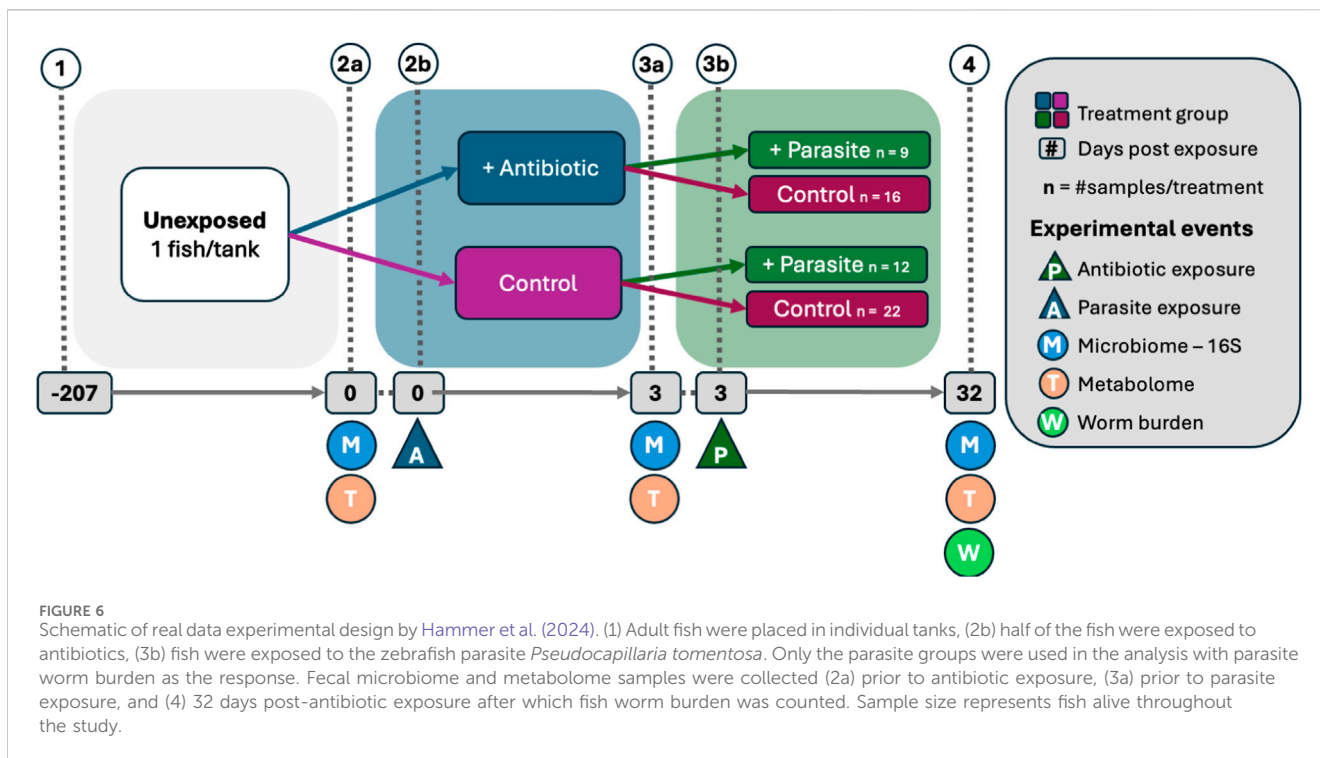 1
2a
2b
3a
3b
4
Unexposed
1 fish/tank
+ Antibiotic
Control
+ Parasite n = 9
Control n = 16
+ Parasite n = 12
Control n = 22
-207
0
0
3
3
32
M
T
A
M
T
P
M
T
W
Treatment group
# Days post exposure
n = #samples/treatment
Experimental events
P Antibiotic exposure
A Parasite exposure
M Microbiome – 16S
T Metabolome
W Worm burden
FIGURE 6
Schematic of real data experimental design by Hammer et al. (2024). (1) Adult fish were placed in individual tanks, (2b) half of the fish were exposed to
antibiotics, (3b) fish were exposed to the zebrafish parasite Pseudocapillaria tomentosa. Only the parasite groups were used in the analysis with parasite
worm burden as the response. Fecal microbiome and metabolome samples were collected (2a) prior to antibiotic exposure, (3a) prior to parasite
exposure, and (4) 32 days post-antibiotic exposure after which fish worm burden was counted. Sample size represents fish alive throughout
the study.